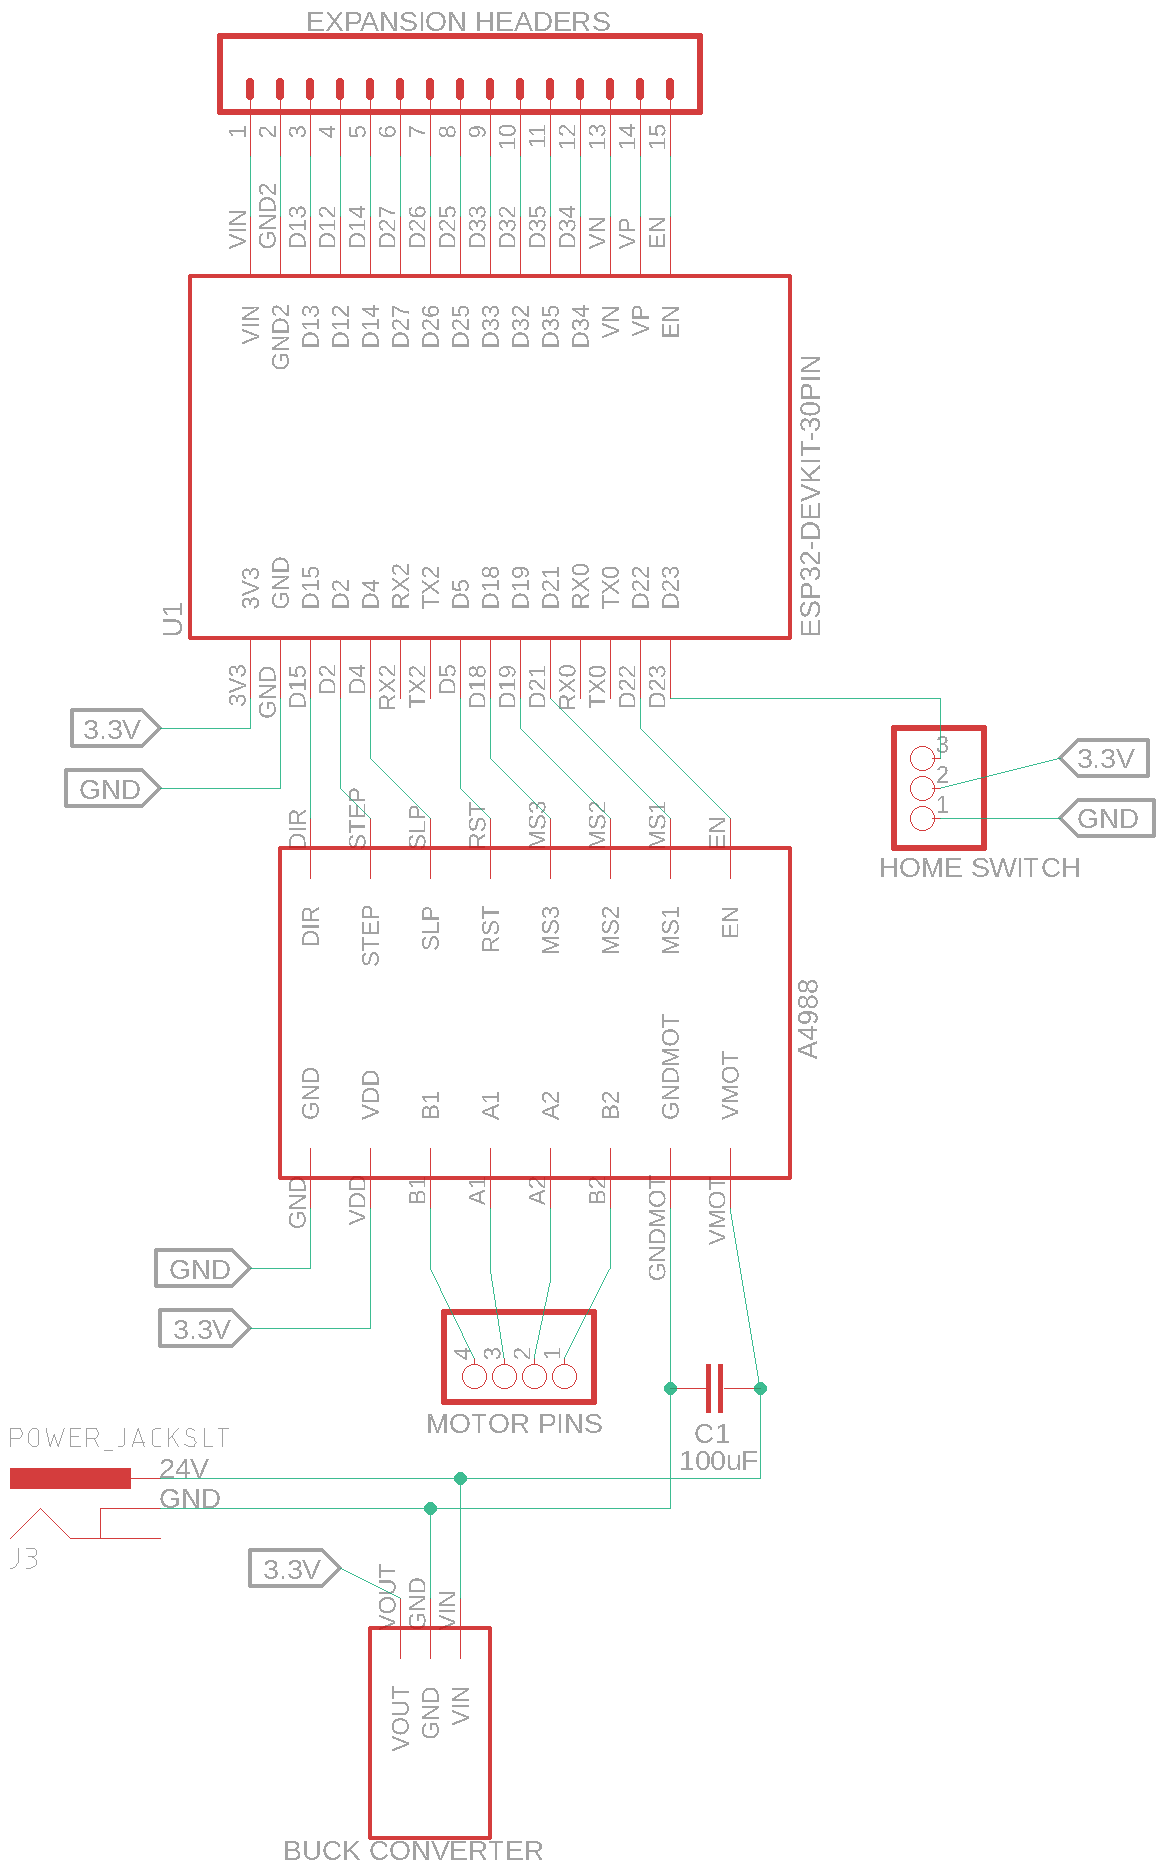 EXPANSION HEADERS
1 2 3 4 5 6 7 8 9 10 11 12 13 14 15
VIN GND2 D13 D12 D14 D27 D26 D25 D33 D32 D35 D34 VN VP EN
VIN GND2 D13 D12 D14 D27 D26 D25 D33 D32 D35 D34 VN VP EN
ESP32-DEVKIT-30PIN
U1
3V3 GND D15 D2 D4 RX2 TX2 D5 D18 D19 D21 RX0 TX0 D22 D23
3V3 GND D15 D2 D4 RX2 TX2 D5 D18 D19 D21 RX0 TX0 D22 D23
3.3V
GND
3
2
1
3.3V
GND
HOME SWITCH
DIR STEP SLP RST MS3 MS2 MS1 EN
DIR STEP SLP RST MS3 MS2 MS1 EN
A4988
GND VDD B1 A1 A2 B2 GNDMOT VMOT
GND VDD B1 A1 A2 B2 GNDMOT VMOT
GND
3.3V
4 3 2 1
MOTOR PINS
C1
100uF
POWER_JACKSLT
24V
GND
J3
3.3V
VOUT GND VIN
VOUT GND VIN
BUCK CONVERTER